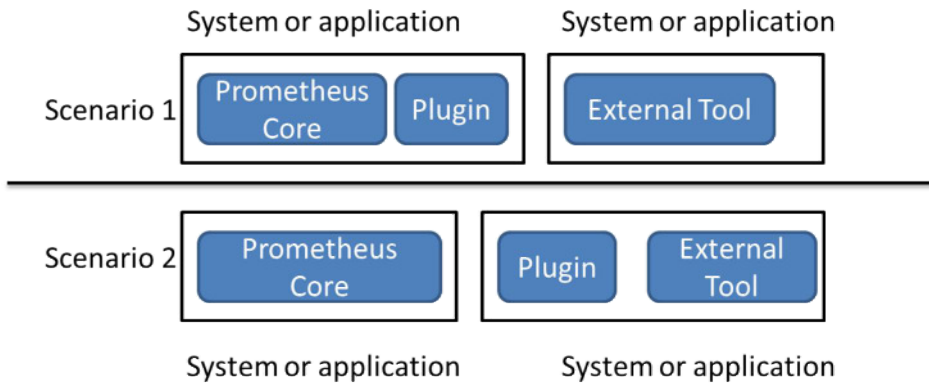 System or application
System or application
Scenario 1
Prometheus
Core
Plugin
External Tool
Scenario 2
Prometheus
Core
Plugin
External
Tool
System or application
System or application